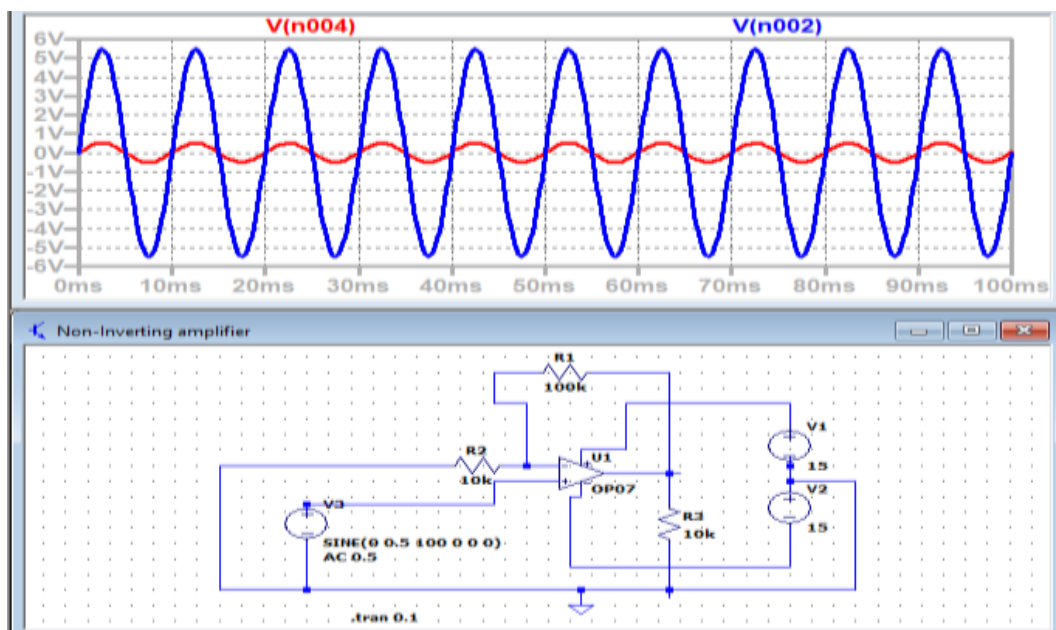 V(n004) V(n002)
6V
5V
4V
3V
2V
1V
0V
-1V
-2V
-3V
-4V
-5V
-6V
0ms 10ms 20ms 30ms 40ms 50ms 60ms 70ms 80ms 90ms 100ms
Non-Inverting amplifier
R1
100k
V1
15
R2
10k
U1
OP07
V2
15
V3
R3
10k
SINE(0 0.5 100 0 0 0)
AC 0.5
.tran 0.1